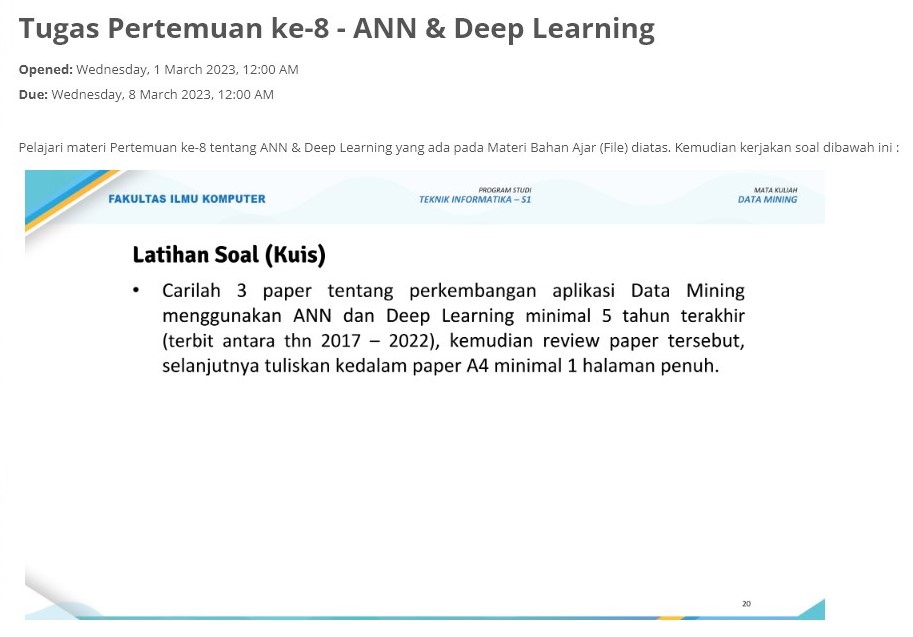 Tugas Pertemuan ke-8 - ANN & Deep Learning
Opened: Wednesday, 1 March 2023, 12:00 AM
Due: Wednesday, 8 March 2023, 12:00 AM
Pelajari materi Pertemuan ke-8 tentang ANN & Deep Learning yang ada pada Materi Bahan Ajar (File) diatas. Kemudian kerjakan soal dibawah ini :
FAKULTAS ILMU KOMPUTER
PROGRAM STUDI
TEKNIK INFORMATIKA – S1
MATA KULIAH
DATA MINING
Latihan Soal (Kuis)
• Carilah 3 paper tentang perkembangan aplikasi Data Mining
menggunakan ANN dan Deep Learning minimal 5 tahun terakhir
(terbit antara thn 2017 – 2022), kemudian review paper tersebut,
selanjutnya tuliskan kedalam paper A4 minimal 1 halaman penuh.
20